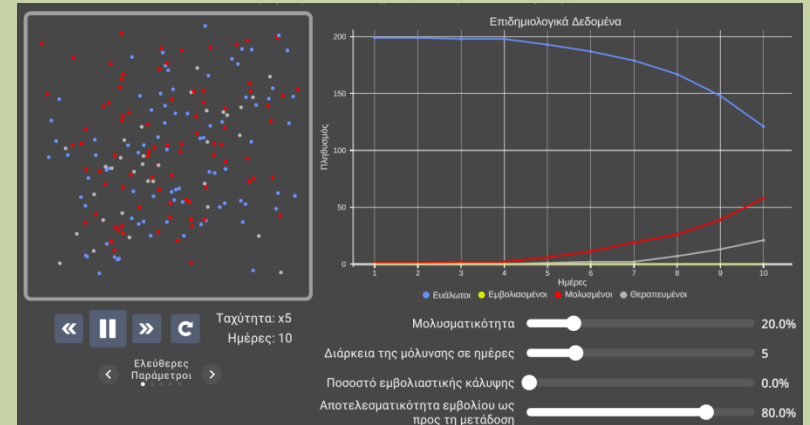 Επιδημιολογικά Δεδομένα
200
150
100
50
0
Πληθυσμός
1 2 3 4 5 6 7 8 9 10
Ημέρες
Ευάλωτοι Εμβολιασμένοι Μολυσμένοι Θεραπευμένοι
Ταχύτητα: x5
Ημέρες: 10
Ελεύθερες
Παράμετροι
Μολυσματικότητα 20.0%
Διάρκεια της μόλυνσης σε ημέρες 5
Ποσοστό εμβολιαστικής κάλυψης 0.0%
Αποτελεσματικότητα εμβολίου ως
προς τη μετάδοση 80.0%